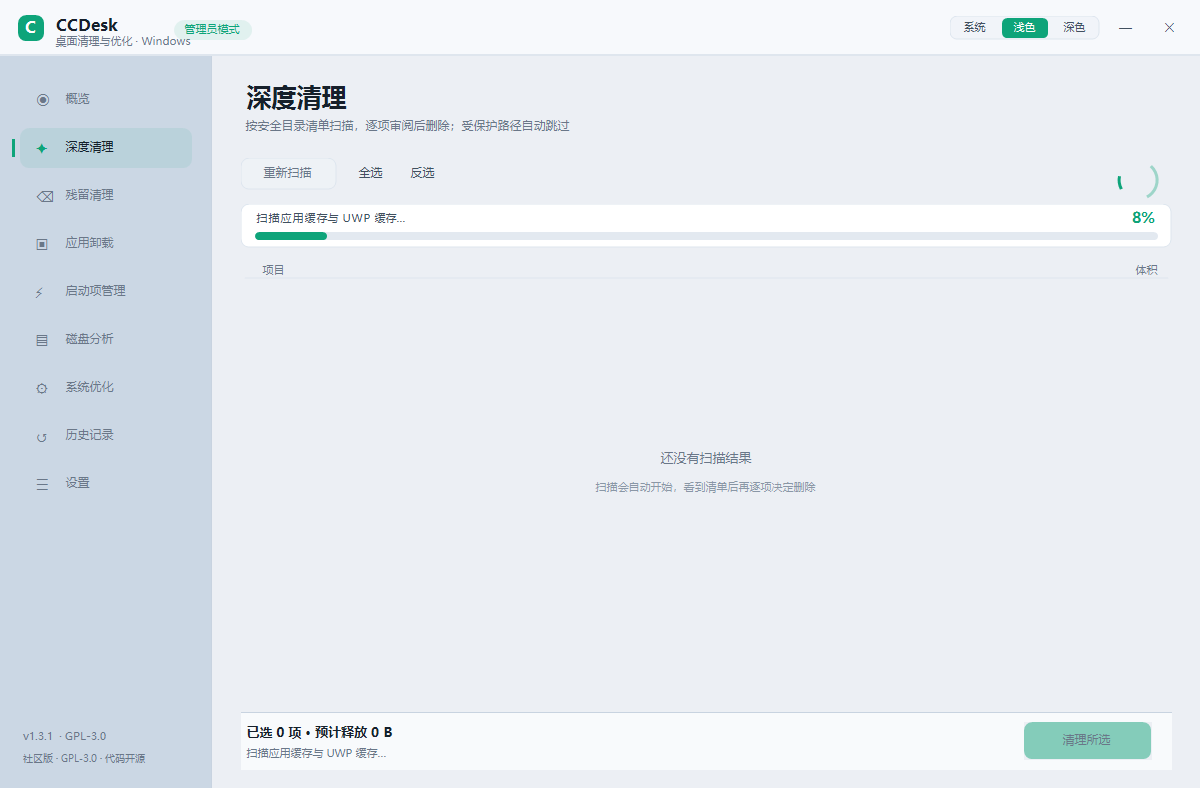 C CCDesk
桌面清理与优化 · Windows
管理员模式
系统 浅色 深色
概览
深度清理
残留清理
应用卸载
启动项管理
磁盘分析
系统优化
历史记录
设置
v1.3.1 · GPL-3.0
社区版 · GPL-3.0 · 代码开源
深度清理
按安全目录清单扫描，逐项审阅后删除；受保护路径自动跳过
重新扫描 全选 反选
扫描应用缓存与 UWP 缓存... 8%
项目 体积
还没有扫描结果
扫描会自动开始，看到清单后再逐项决定删除
已选 0 项 • 预计释放 0 B
扫描应用缓存与 UWP 缓存...
清理所选